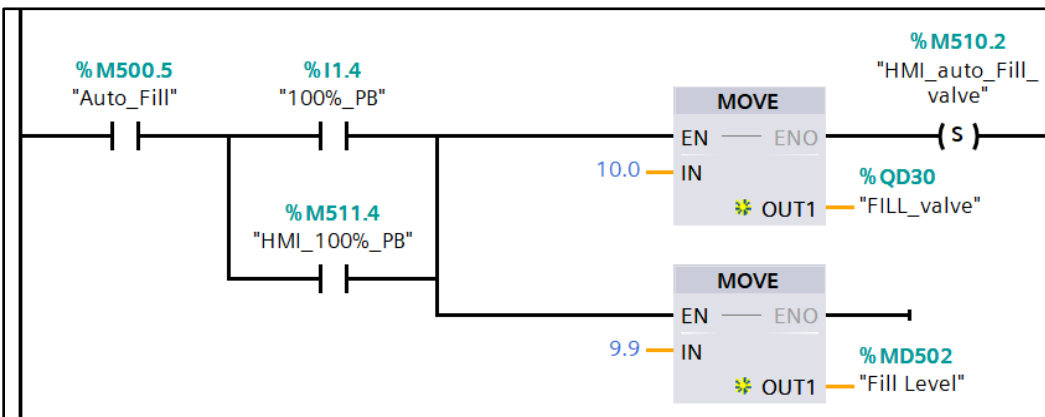 %M500.5
"Auto_Fill"
%I1.4
"100%_PB"
%M511.4
"HMI_100%_PB"
MOVE
EN
ENO
10.0
IN
OUT1
%QD30
"FILL_valve"
%M510.2
"HMI_auto_Fill_
valve"
S
MOVE
EN
ENO
9.9
IN
OUT1
%MD502
"Fill Level"